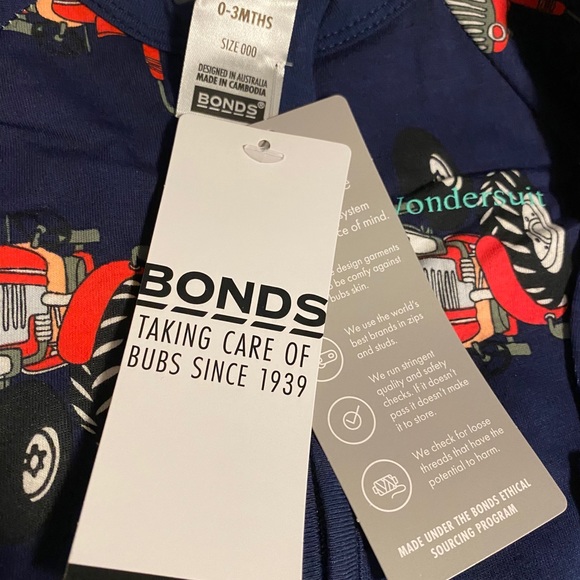 0-3MTHS
SIZE 000
DESIGNED IN AUSTRALIA
MADE IN CAMBODIA
BONDS®
BONDS
TAKING CARE OF
BUBS SINCE 1939
of mind.
design garments
be comfy against
bubs skin.
We use the world's
best brands in zips
and studs.
We run stringent
quality and safety
checks. If it doesn't
pass it doesn't make
it to store.
We check for loose
threads that have the
potential to harm.
MADE UNDER THE BONDS ETHICAL
SOURCING PROGRAM
Wondersuit